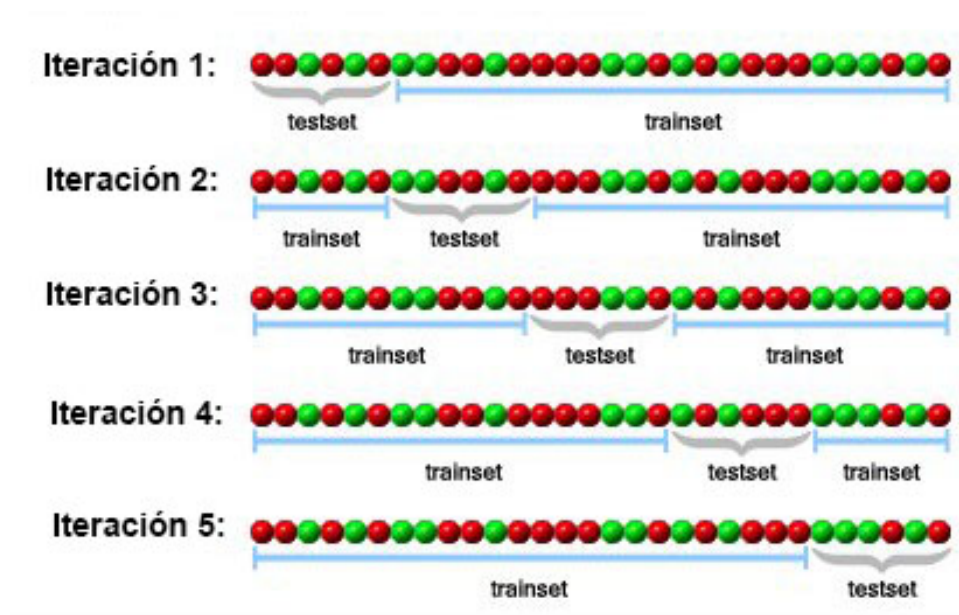 Iteración 1:
testset trainset
Iteración 2:
trainset testset trainset
Iteración 3:
trainset testset trainset
Iteración 4:
trainset testset trainset
Iteración 5:
trainset testset